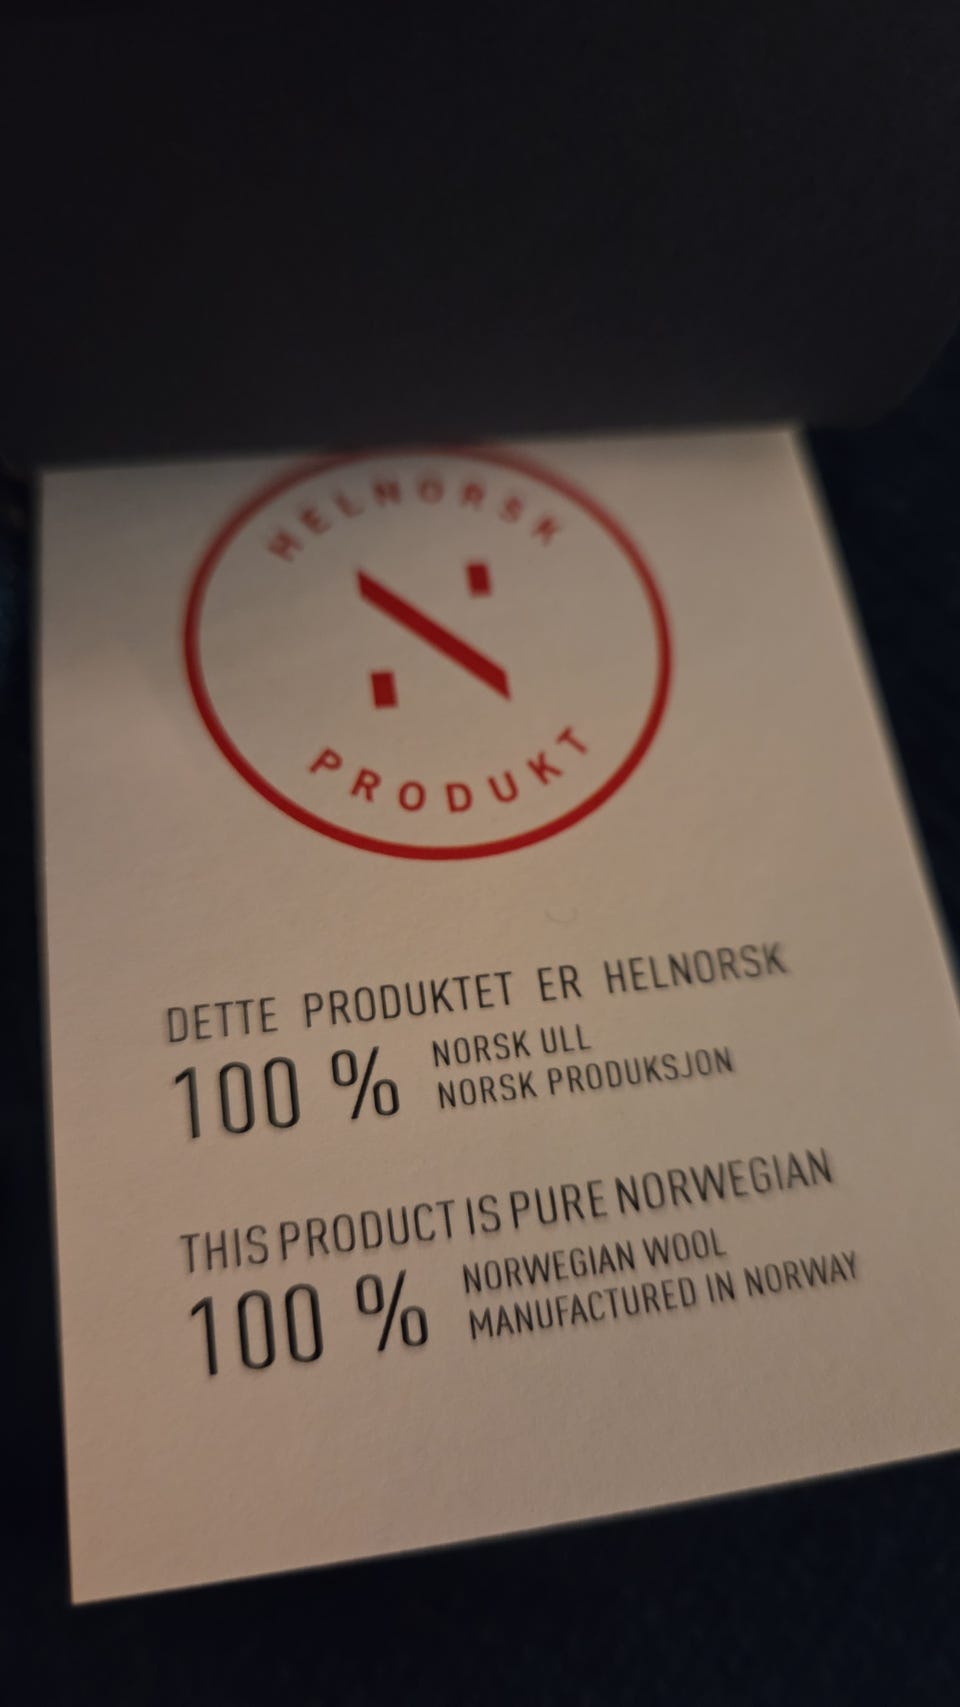 HELNORSK
N
PRODUKT
DETTE PRODUKTET ER HELNORSK
100 % NORSK ULL
NORSK PRODUKSJON
THIS PRODUCT IS PURE NORWEGIAN
100 % NORWEGIAN WOOL
MANUFACTURED IN NORWAY